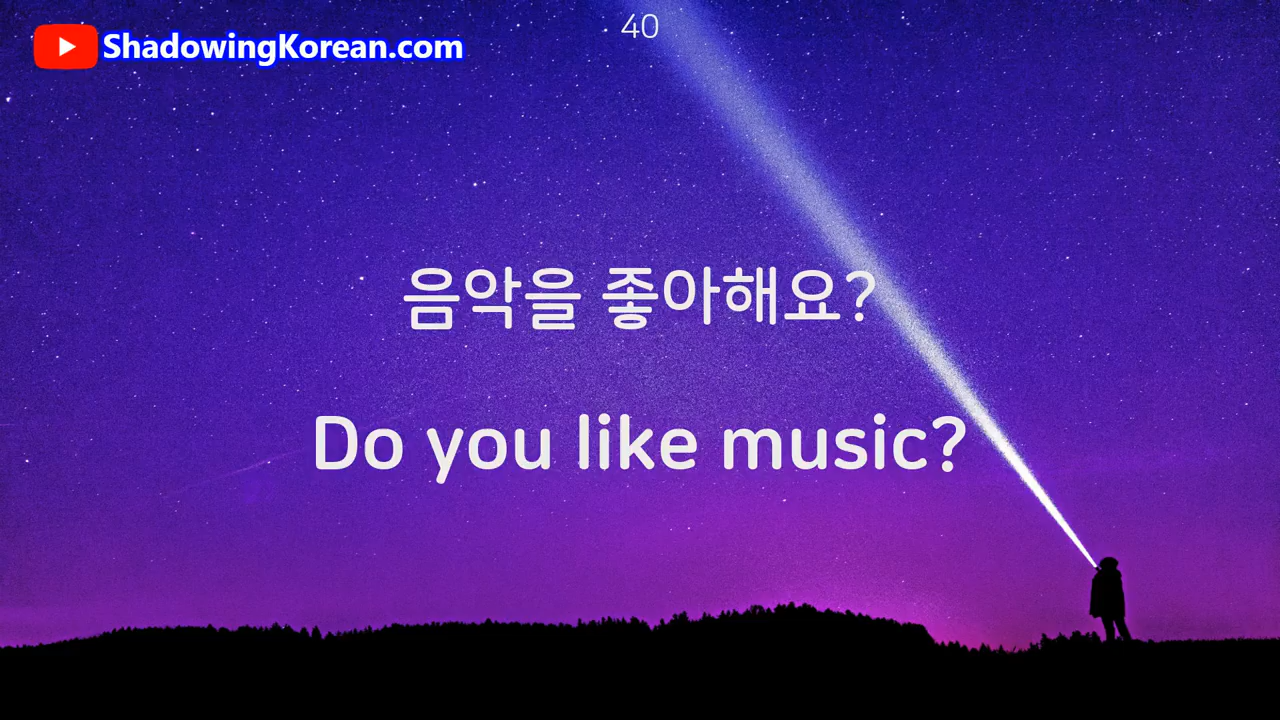 40
ShadowingKorean.com
음악을 좋아해요?
Do you like music?